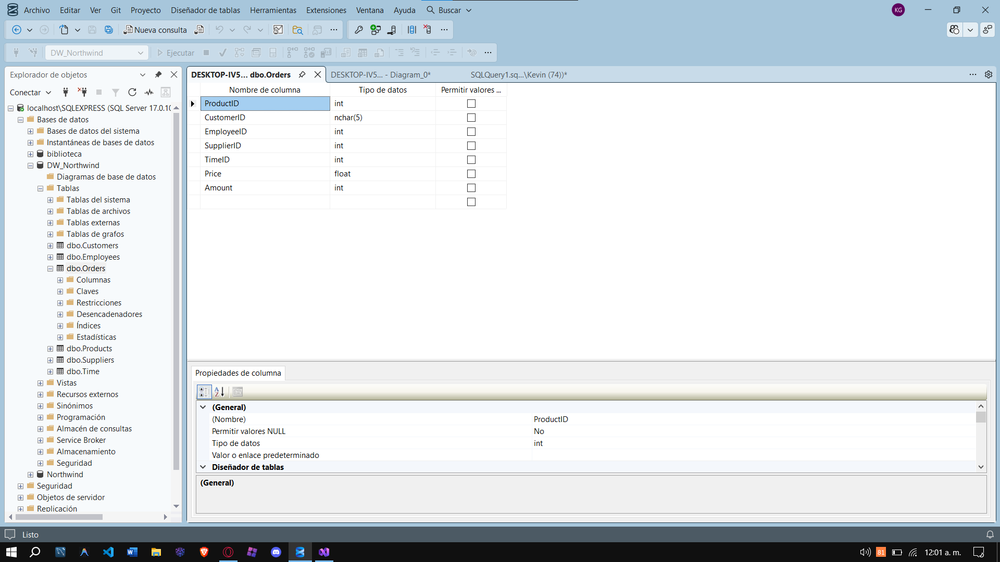 Archivo Editar Ver Git Proyecto Diseñador de tablas Herramientas Extensiones Ventana Ayuda Buscar KG
Nueva consulta
DW_Northwind Ejecutar
Explorador de objetos
Conectar
localhost\SQLEXPRESS (SQL Server 17.0.10
Bases de datos
Bases de datos del sistema
Instantáneas de bases de datos
biblioteca
DW_Northwind
Diagramas de base de datos
Tablas
Tablas del sistema
Tablas de archivos
Tablas externas
Tablas de grafos
dbo.Customers
dbo.Employees
dbo.Orders
Columnas
Claves
Restricciones
Desencadenadores
Índices
Estadísticas
dbo.Products
dbo.Suppliers
dbo.Time
Vistas
Recursos externos
Sinónimos
Programación
Almacén de consultas
Service Broker
Almacenamiento
Seguridad
Northwind
Seguridad
Objetos de servidor
Replicación
DESKTOP-IV5... dbo.Orders DESKTOP-IV5... - Diagram_0* SQLQuery1.sq...\Kevin (74))*
Nombre de columna Tipo de datos Permitir valores ...
ProductID int
CustomerID nchar(5)
EmployeeID int
SupplierID int
TimeID int
Price float
Amount int
Propiedades de columna
(General)
(Nombre) ProductID
Permitir valores NULL No
Tipo de datos int
Valor o enlace predeterminado
Diseñador de tablas
(General)
Listo
81 12:01 a. m.